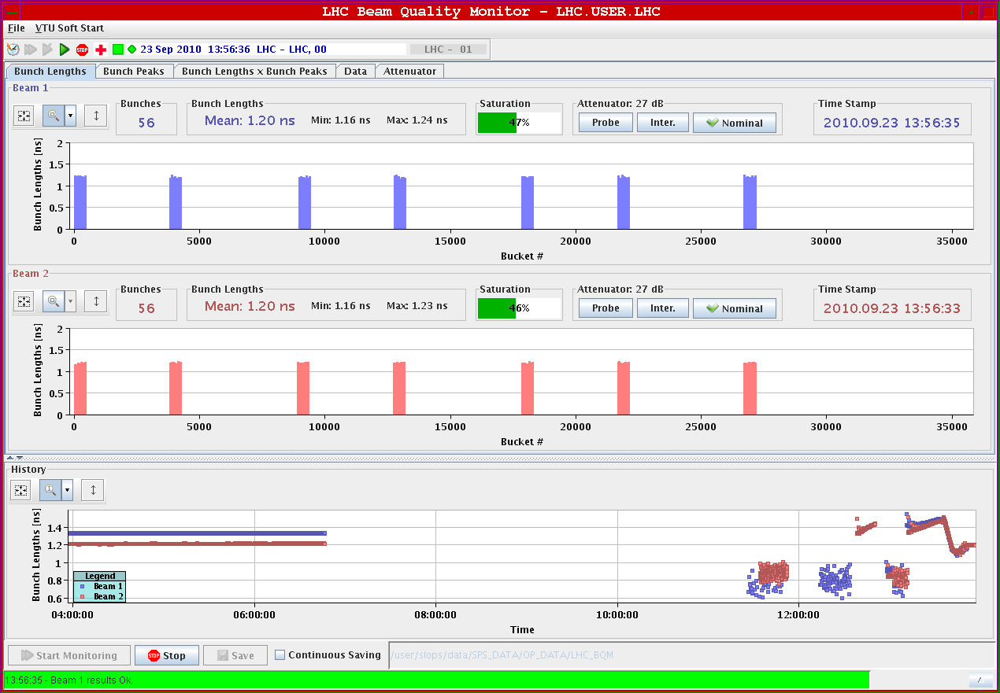 LHC Beam Quality Monitor - LHC.USER.LHC
File VTU Soft Start
STOP 23 Sep 2010 13:56:36 LHC - LHC, 00 LHC - 01
Bunch Lengths Bunch Peaks Bunch Lengths x Bunch Peaks Data Attenuator
Beam 1
Bunches Bunch Lengths Saturation Attenuator: 27 dB Time Stamp
56 Mean: 1.20 ns Min: 1.16 ns Max: 1.24 ns 47% Probe Inter. Nominal 2010.09.23 13:56:35
Bunch Lengths [ns]
2
1.5
1
0.5
0
0 5000 10000 15000 20000 25000 30000 35000
Bucket #
Beam 2
Bunches Bunch Lengths Saturation Attenuator: 27 dB Time Stamp
56 Mean: 1.20 ns Min: 1.16 ns Max: 1.23 ns 46% Probe Inter. Nominal 2010.09.23 13:56:33
Bunch Lengths [ns]
2
1.5
1
0.5
0
0 5000 10000 15000 20000 25000 30000 35000
Bucket #
History
Bunch Lengths [ns]
1.4
1.2
1
0.8
0.6
Legend
Beam 1
Beam 2
04:00:00 06:00:00 08:00:00 10:00:00 12:00:00
Time
Start Monitoring STOP Stop Save Continuous Saving /user/slops/data/SPS_DATA/OP_DATA/LHC_BQM
13:56:35 - Beam 1 results Ok.